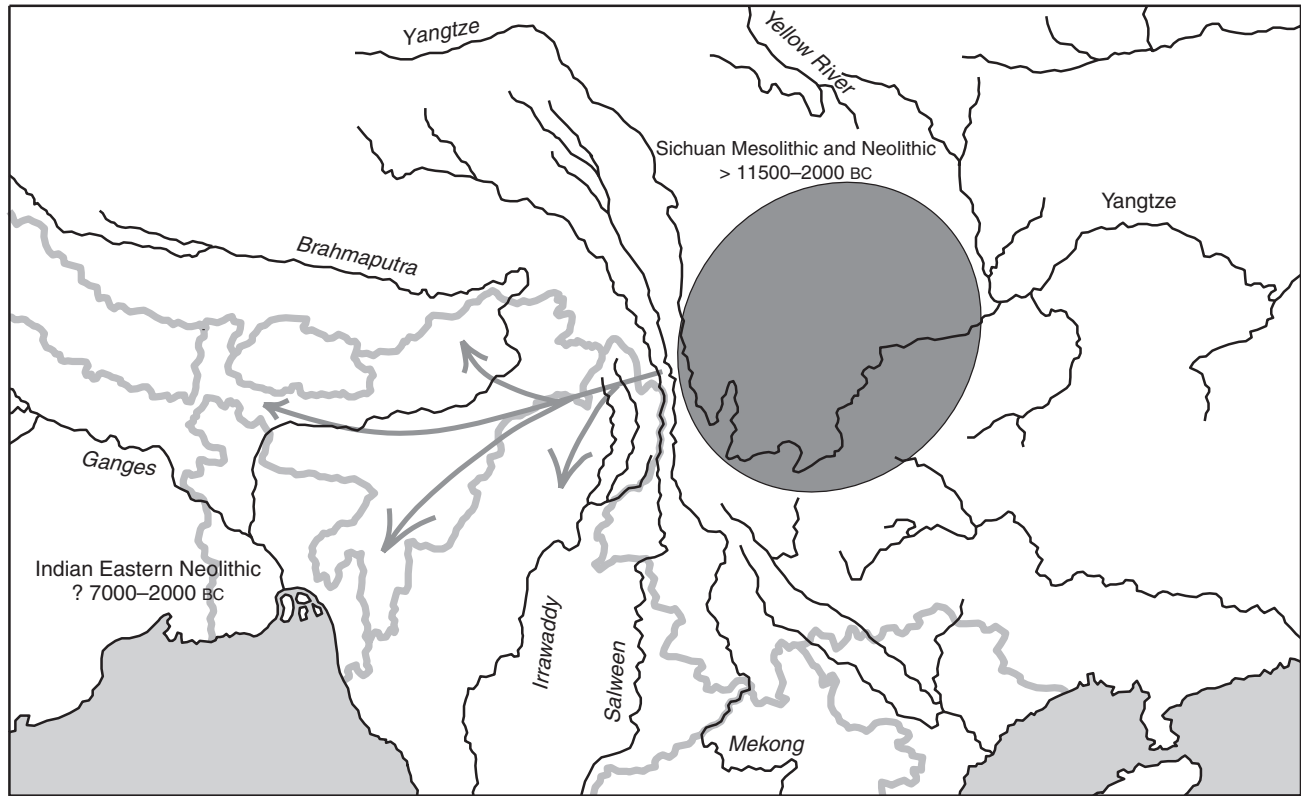 Yangtze
Yellow River
Sichuan Mesolithic and Neolithic
> 11500–2000 BC
Yangtze
Brahmaputra
Ganges
Indian Eastern Neolithic
? 7000–2000 BC
Irrawaddy
Salween
Mekong